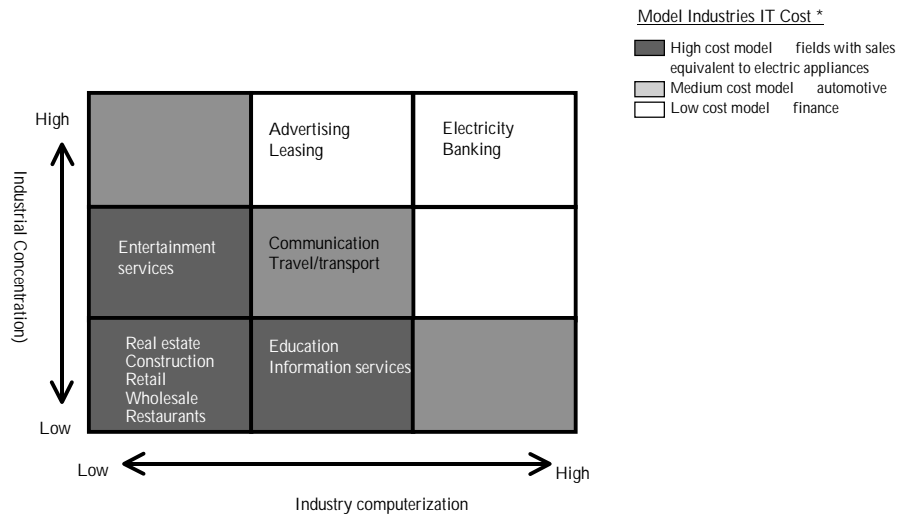 Model Industries IT Cost *
High cost model fields with sales
equivalent to electric appliances
Medium cost model automotive
Low cost model finance
High
Industrial Concentration)
Low
Advertising
Leasing
Electricity
Banking
Entertainment
services
Communication
Travel/transport
Real estate
Construction
Retail
Wholesale
Restaurants
Education
Information services
Low
High
Industry computerization